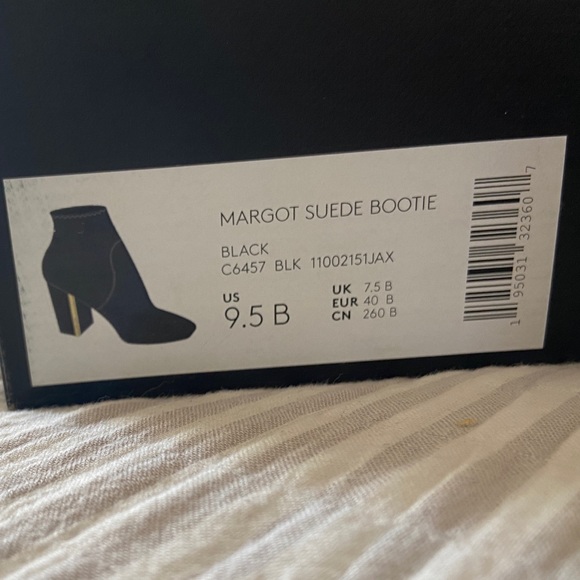 MARGOT SUEDE BOOTIE
BLACK
C6457 BLK 11002151JAX
US
9.5 B
UK 7.5 B
EUR 40 B
CN 260 B
1 95031 32360 7